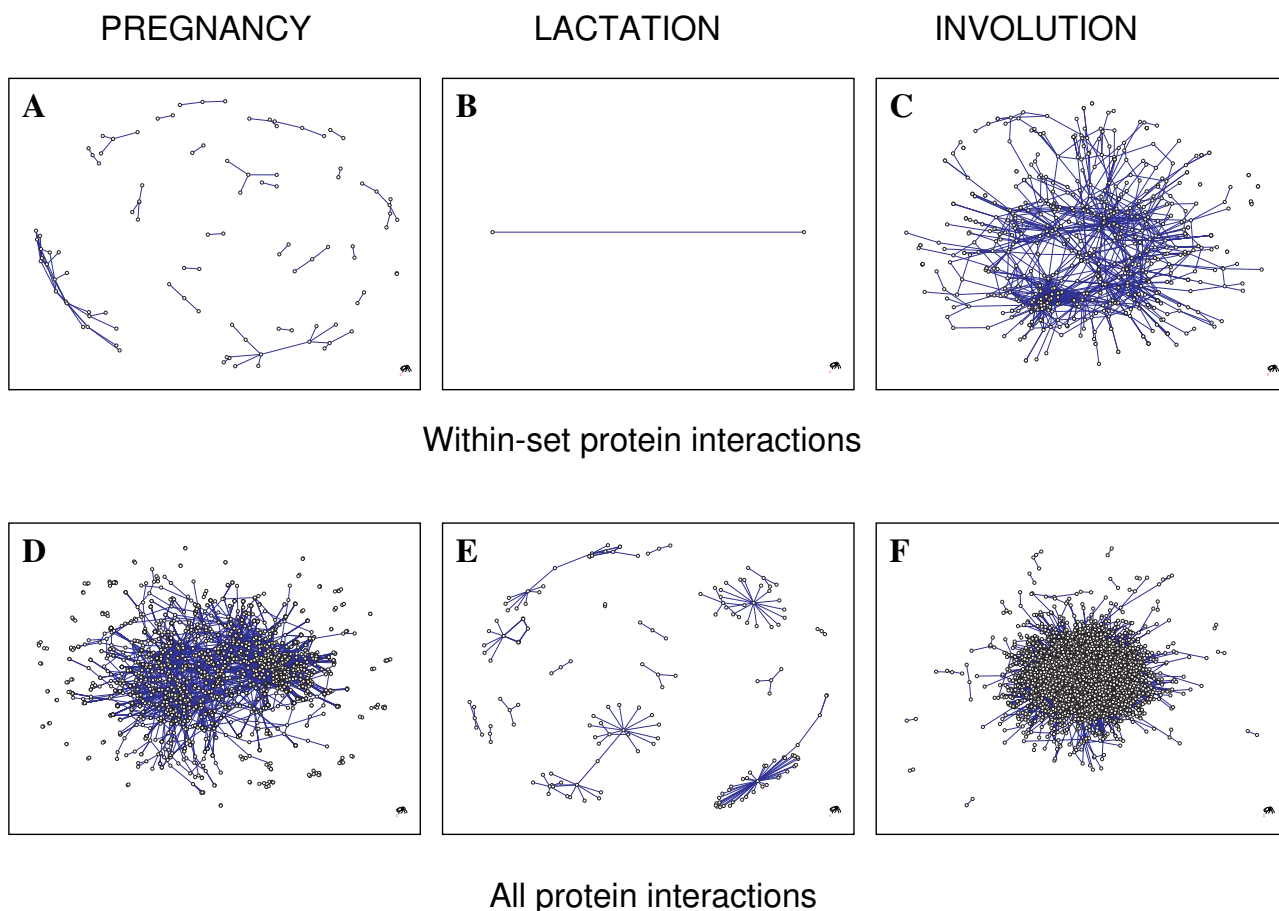 PREGNANCY LACTATION INVOLUTION
A B C
Within-set protein interactions
D E F
All protein interactions